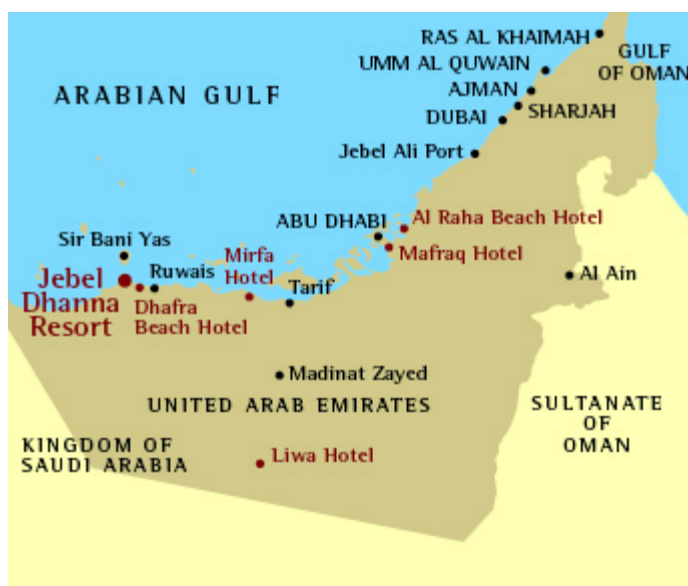 RAS AL KHAIMAH
GULF
OF OMAN
UMM AL QUWAIN
ARABIAN GULF
AJMAN
SHARJAH
DUBAI
Jebel Ali Port
ABU DHABI
Al Raha Beach Hotel
Sir Bani Yas
Mafraq Hotel
Mirfa
Hotel
Jebel
Dhanna
Resort
Ruwais
Tarif
Al Ain
Dhafra
Beach Hotel
Madinat Zayed
UNITED ARAB EMIRATES
SULTANATE
OF
OMAN
KINGDOM OF
SAUDI ARABIA
Liwa Hotel